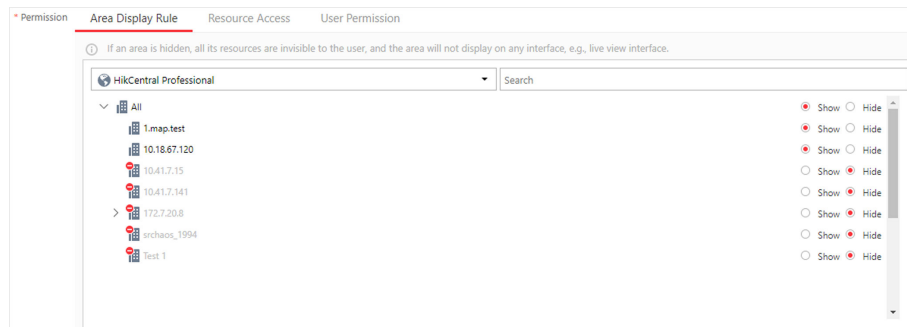 * Permission Area Display Rule Resource Access User Permission
If an area is hidden, all its resources are invisible to the user, and the area will not display on any interface, e.g., live view interface.
HikCentral Professional Search
All Show Hide
1.map.test Show Hide
10.18.67.120 Show Hide
10.41.7.15 Show Hide
10.41.7.141 Show Hide
172.7.20.8 Show Hide
srchaos_1994 Show Hide
Test 1 Show Hide